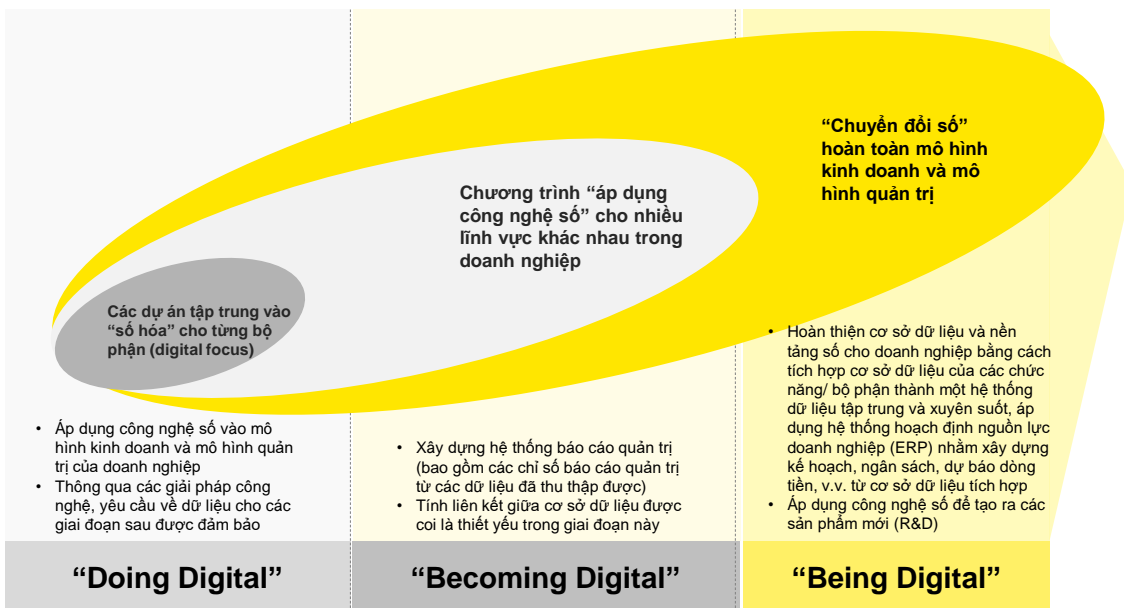 “Chuyển đổi số”
hoàn toàn mô hình
kinh doanh và mô
hình quản trị
Chương trình “áp dụng
công nghệ số” cho nhiều
lĩnh vực khác nhau trong
doanh nghiệp
Các dự án tập trung vào
“số hóa” cho từng bộ
phận (digital focus)
• Áp dụng công nghệ số vào mô
hình kinh doanh và mô hình quản
trị của doanh nghiệp
• Thông qua các giải pháp công
nghệ, yêu cầu về dữ liệu cho các
giai đoạn sau được đảm bảo
• Xây dựng hệ thống báo cáo quản trị
(bao gồm các chỉ số báo cáo quản trị
từ các dữ liệu đã thu thập được)
• Tính liên kết giữa cơ sở dữ liệu được
coi là thiết yếu trong giai đoạn này
• Hoàn thiện cơ sở dữ liệu và nền
tảng số cho doanh nghiệp bằng cách
tích hợp cơ sở dữ liệu của các chức
năng/ bộ phận thành một hệ thống
dữ liệu tập trung và xuyên suốt, áp
dụng hệ thống hoạch định nguồn lực
doanh nghiệp (ERP) nhằm xây dựng
kế hoạch, ngân sách, dự báo dòng
tiền, v.v. từ cơ sở dữ liệu tích hợp
• Áp dụng công nghệ số để tạo ra các
sản phẩm mới (R&D)
“Doing Digital”
“Becoming Digital”
“Being Digital”